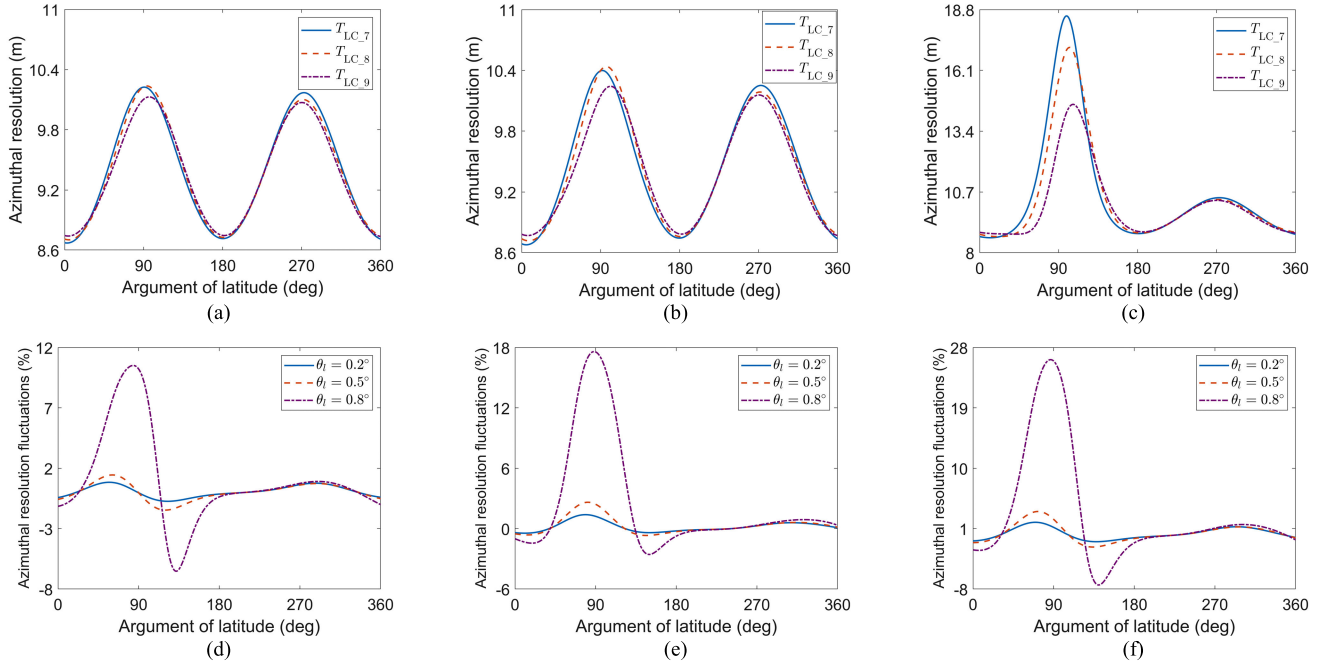 11
10.4
9.8
9.2
8.6
0 90 180 270 360
Azimuthal resolution (m)
Argument of latitude (deg)
T_LC_7
T_LC_8
T_LC_9
(a)
11
10.4
9.8
9.2
8.6
0 90 180 270 360
Azimuthal resolution (m)
Argument of latitude (deg)
T_LC_7
T_LC_8
T_LC_9
(b)
18.8
16.1
13.4
10.7
8
0 90 180 270 360
Azimuthal resolution (m)
Argument of latitude (deg)
T_LC_7
T_LC_8
T_LC_9
(c)
12
7
2
-3
-8
0 90 180 270 360
Azimuthal resolution fluctuations (%)
Argument of latitude (deg)
θ_l = 0.2°
θ_l = 0.5°
θ_l = 0.8°
(d)
18
12
6
0
-6
0 90 180 270 360
Azimuthal resolution fluctuations (%)
Argument of latitude (deg)
θ_l = 0.2°
θ_l = 0.5°
θ_l = 0.8°
(e)
28
19
10
1
-8
0 90 180 270 360
Azimuthal resolution fluctuations (%)
Argument of latitude (deg)
θ_l = 0.2°
θ_l = 0.5°
θ_l = 0.8°
(f)